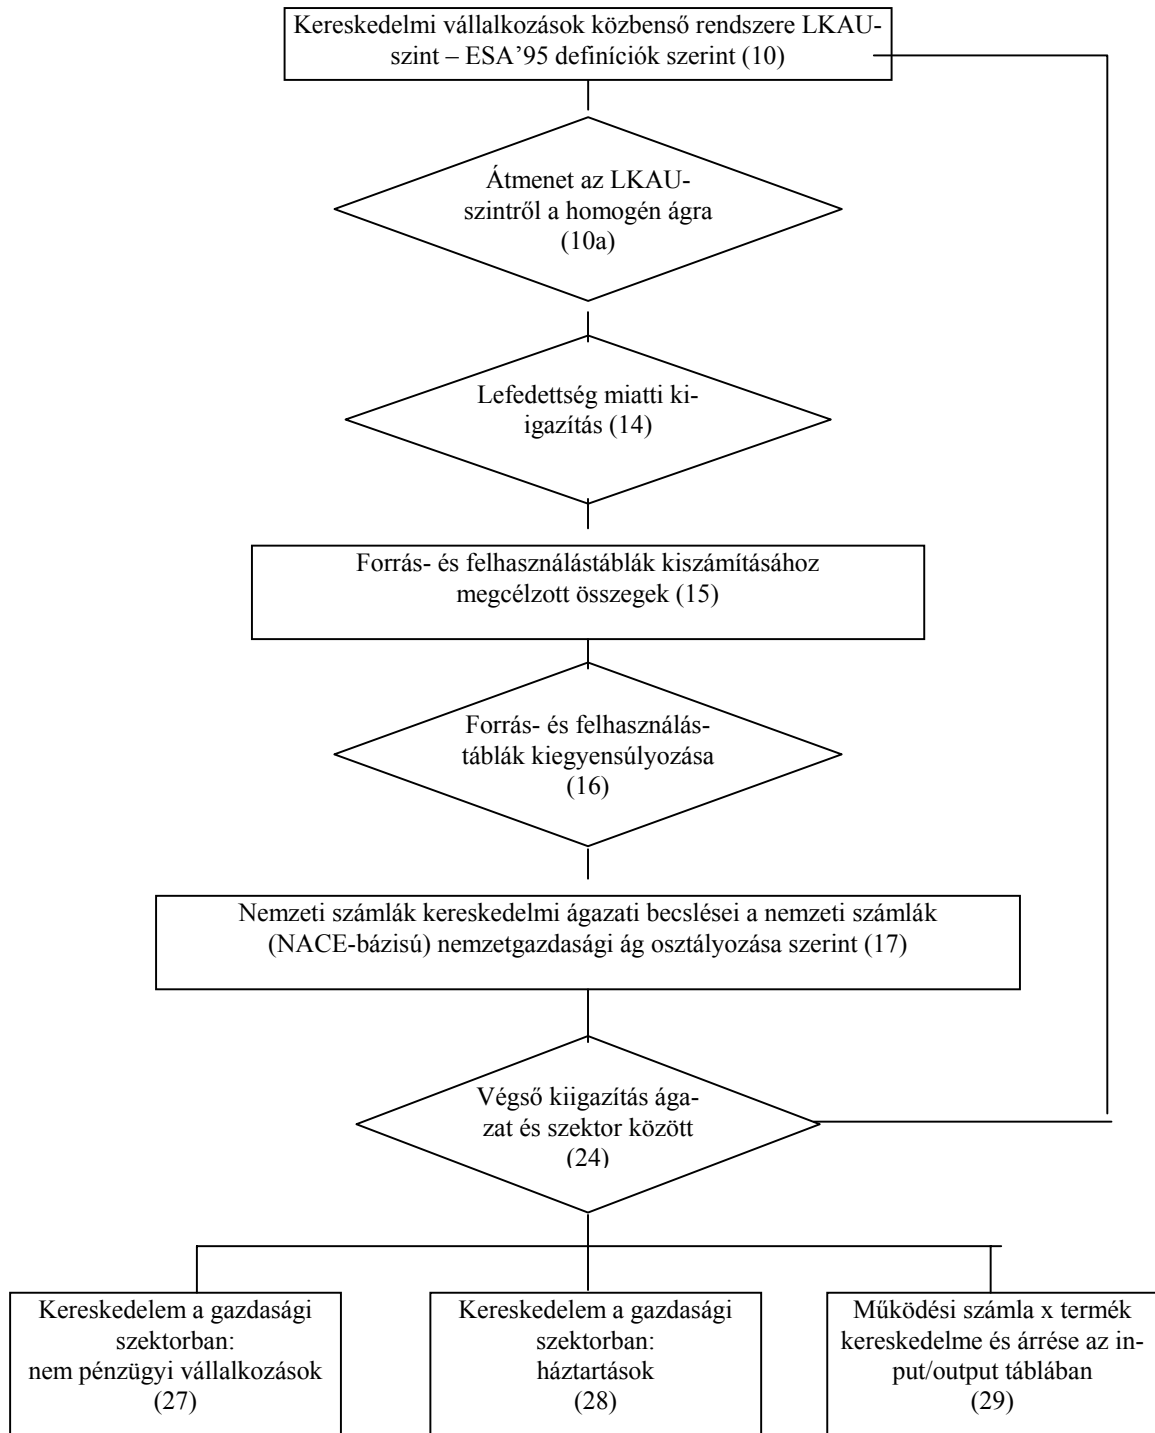 Kereskedelmi vállalkozások közbenső rendszere LKAU-
szint – ESA’95 definíciók szerint (10)
Átmenet az LKAU-
szintről a homogén ágra
(10a)
Lefedettség miatti ki-
igazítás (14)
Forrás- és felhasználástáblák kiszámításához
megcélzott összegek (15)
Forrás- és felhasználás-
táblák kiegyensúlyozása
(16)
Nemzeti számlák kereskedelmi ágazati becslései a nemzeti számlák
(NACE-bázisú) nemzetgazdasági ág osztályozása szerint (17)
Végső kiigazítás ága-
zat és szektor között
(24)
Kereskedelem a gazdasági
szektorban:
nem pénzügyi vállalkozások
(27)
Kereskedelem a gazdasági
szektorban:
háztartások
(28)
Működési számla x termék
kereskedelme és árrése az in-
put/output táblában
(29)